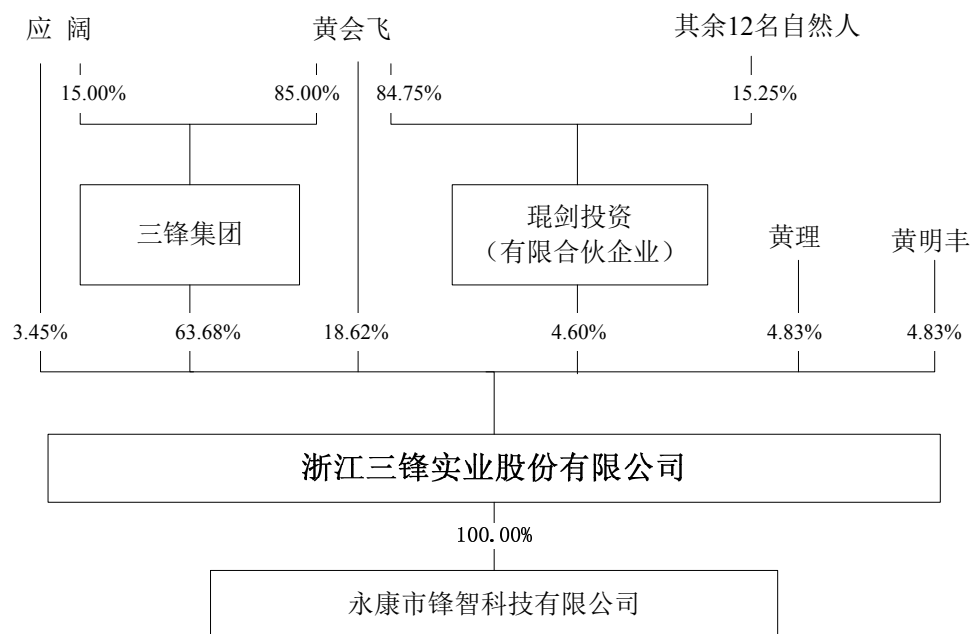 应 阔
黄会飞
其余12名自然人
15.00%
85.00%
84.75%
15.25%
三锋集团
琨剑投资
（有限合伙企业）
黄理
黄明丰
3.45%
63.68%
18.62%
4.60%
4.83%
4.83%
浙江三锋实业股份有限公司
100.00%
永康市锋智科技有限公司